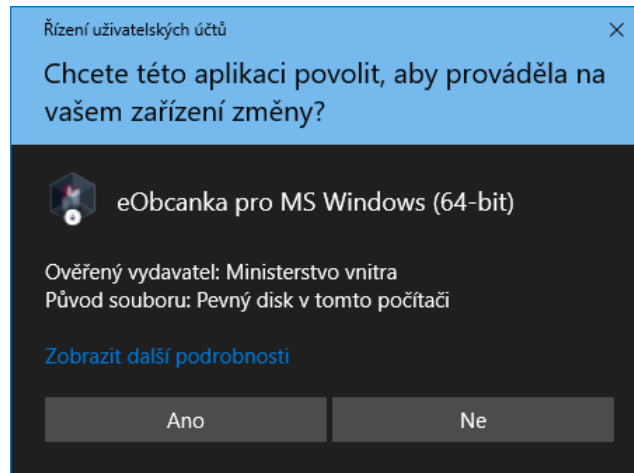 Řízení uživatelských účtů
Chcete této aplikaci povolit, aby prováděla na
vašem zařízení změny?
eObcanka pro MS Windows (64-bit)
Ověřený vydavatel: Ministerstvo vnitra
Původ souboru: Pevný disk v tomto počítači
Zobrazit další podrobnosti
Ano
Ne